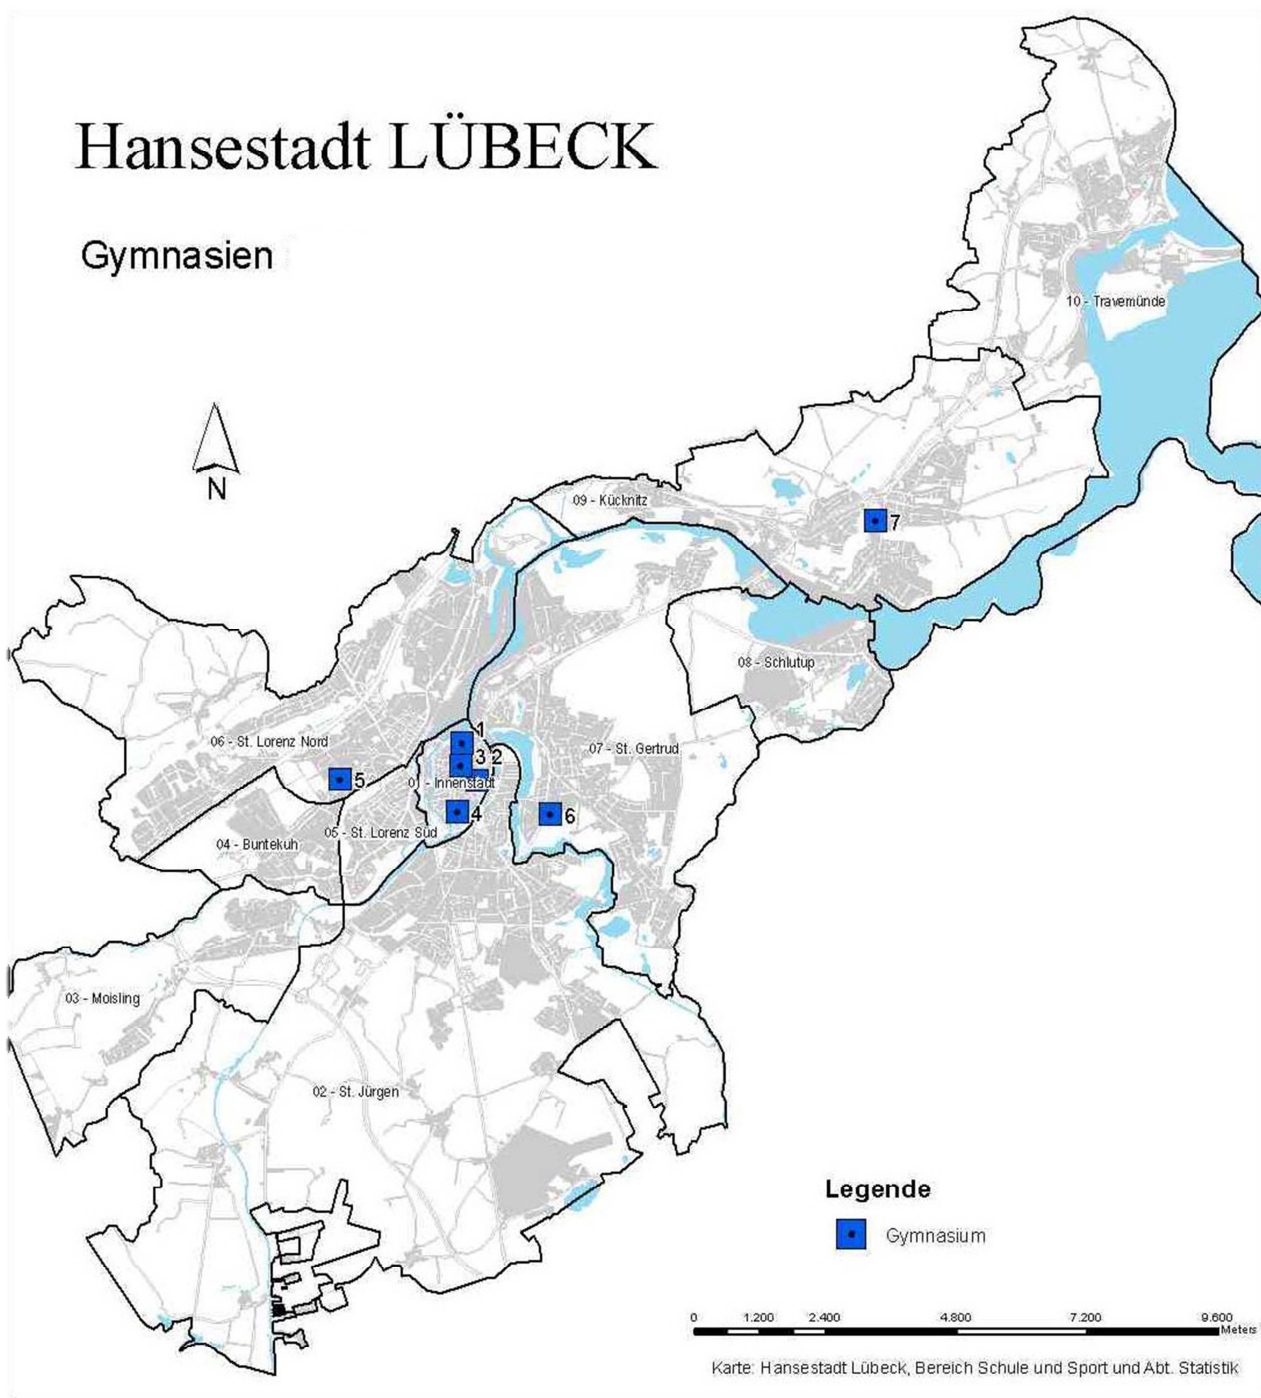 Hansestadt LÜBECK
Gymnasien
10 - Travemünde
N
09 - Kücknitz
7
08 - Schlutup
06 - St. Lorenz Nord
1
07 - St. Gertrud
3 2
5
01 - Innenstadt
4
6
05 - St. Lorenz Süd
04 - Buntekuh
03 - Moisling
02 - St. Jürgen
Legende
Gymnasium
0 1.200 2.400 4.800 7.200 9.600
Meters
Karte: Hansestadt Lübeck, Bereich Schule und Sport und Abt. Statistik